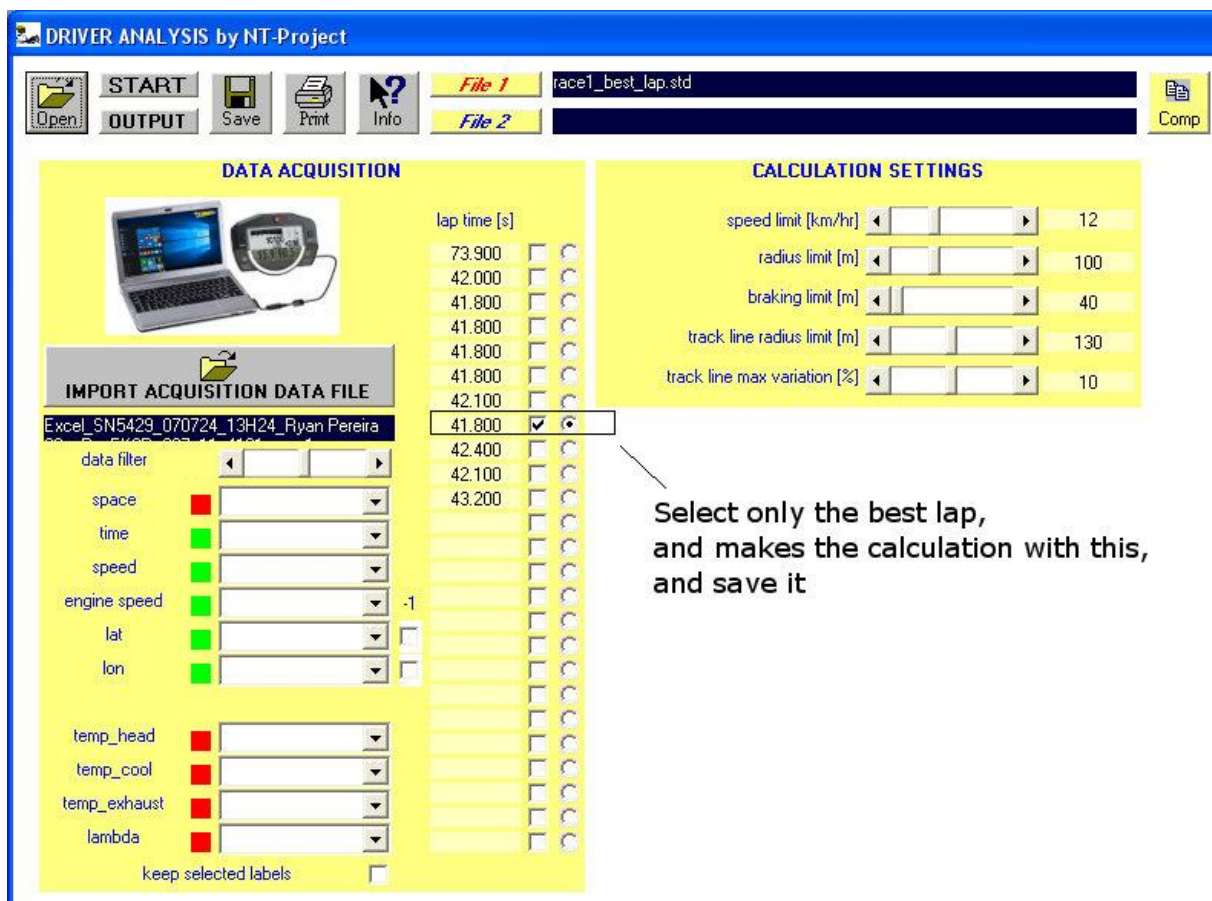 DRIVER ANALYSIS by NT-Project
Open
START
OUTPUT
Save
Print
Info
File 1
race1_best_lap.std
File 2
Comp
DATA ACQUISITION
CALCULATION SETTINGS
lap time [s]
73.900
42.000
41.800
41.800
41.800
41.800
42.100
41.800
42.400
42.100
43.200
speed limit [km/hr] 12
radius limit [m] 100
braking limit [m] 40
track line radius limit [m] 130
track line max variation [%] 10
IMPORT ACQUISITION DATA FILE
Excel_SN5429_070724_13H24_Ryan Pereira
data filter
space
time
speed
engine speed -1
lat
lon
temp_head
temp_cool
temp_exhaust
lambda
keep selected labels
Select only the best lap,
and makes the calculation with this,
and save it